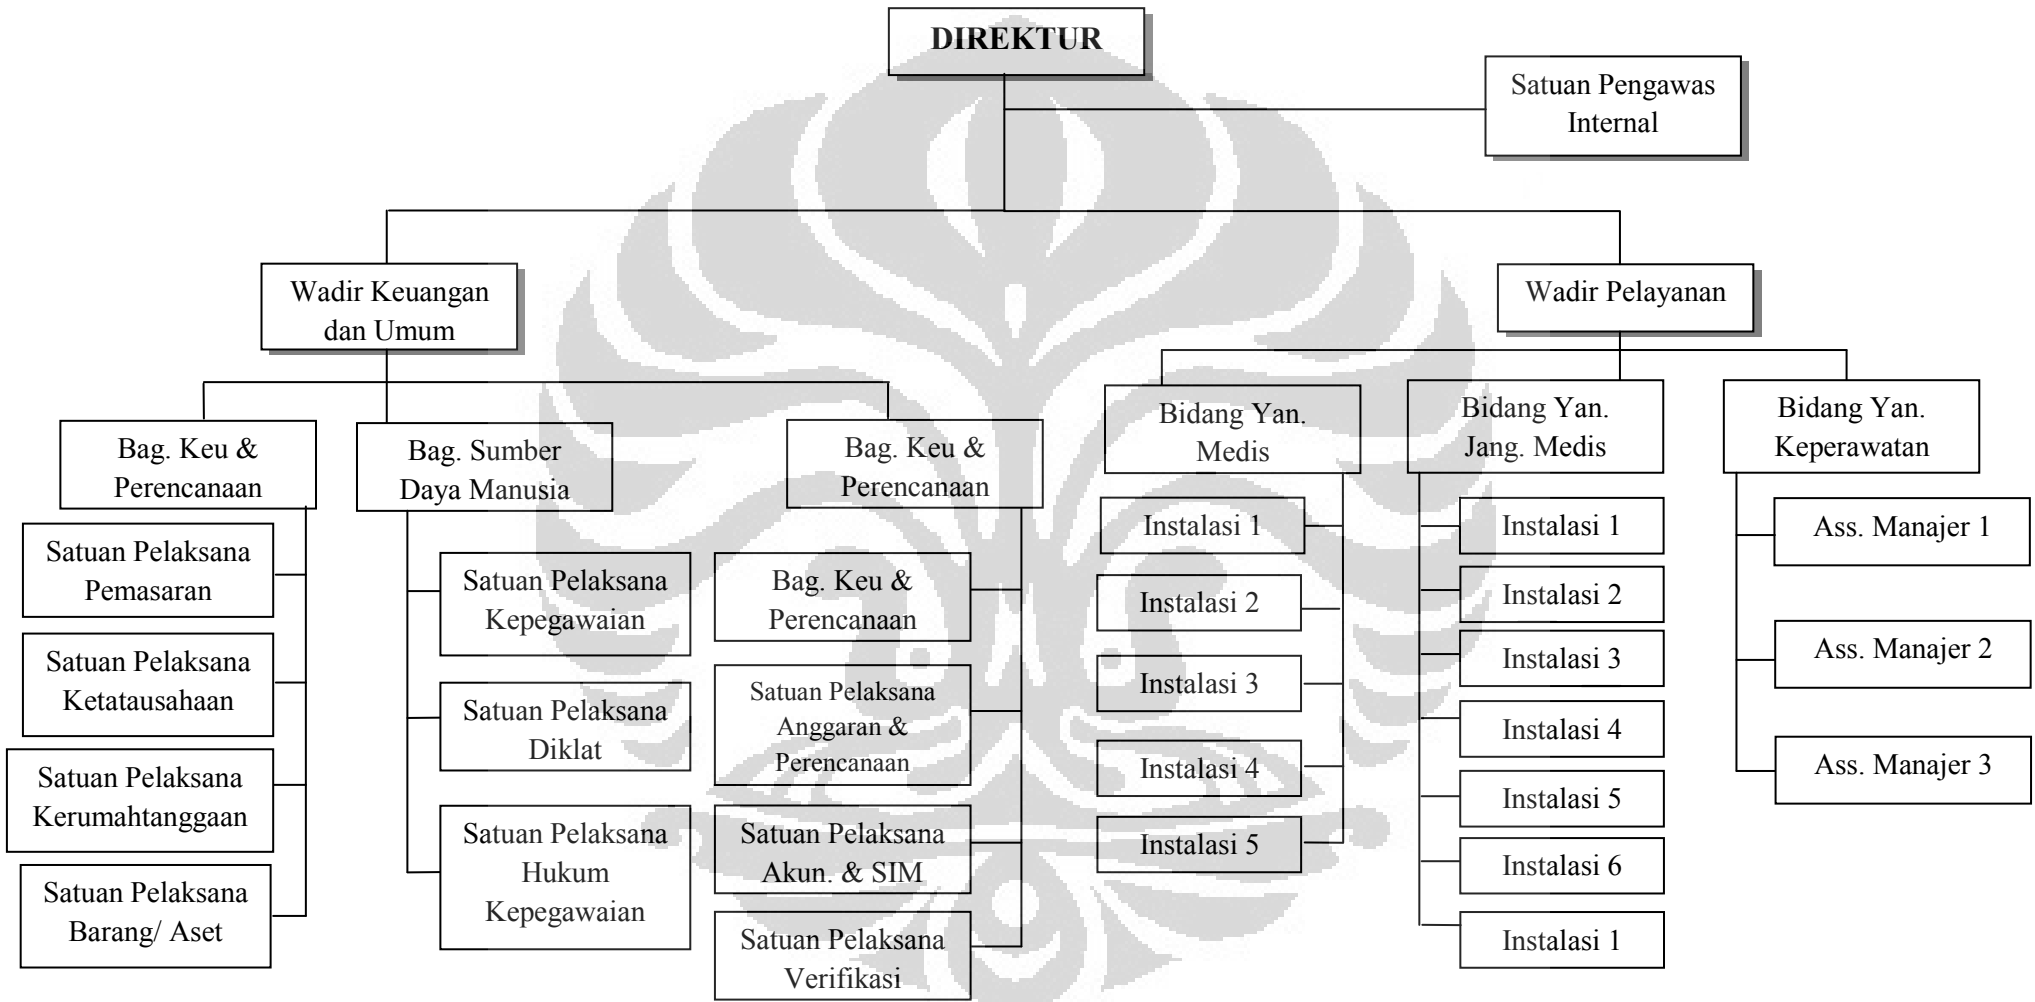 DIREKTUR
Satuan Pengawas
Internal
Wadir Keuangan
dan Umum
Wadir Pelayanan
Bag. Keu &
Perencanaan
Bag. Sumber
Daya Manusia
Bag. Keu &
Perencanaan
Bidang Yan.
Medis
Bidang Yan.
Jang. Medis
Bidang Yan.
Keperawatan
Satuan Pelaksana
Pemasaran
Satuan Pelaksana
Ketatausahaan
Satuan Pelaksana
Kerumahtanggaan
Satuan Pelaksana
Barang/ Aset
Satuan Pelaksana
Kepegawaian
Satuan Pelaksana
Diklat
Satuan Pelaksana
Hukum
Kepegawaian
Bag. Keu &
Perencanaan
Satuan Pelaksana
Anggaran &
Perencanaan
Satuan Pelaksana
Akun. & SIM
Satuan Pelaksana
Verifikasi
Instalasi 1
Instalasi 2
Instalasi 3
Instalasi 4
Instalasi 5
Instalasi 1
Instalasi 2
Instalasi 3
Instalasi 4
Instalasi 5
Instalasi 6
Instalasi 1
Ass. Manajer 1
Ass. Manajer 2
Ass. Manajer 3